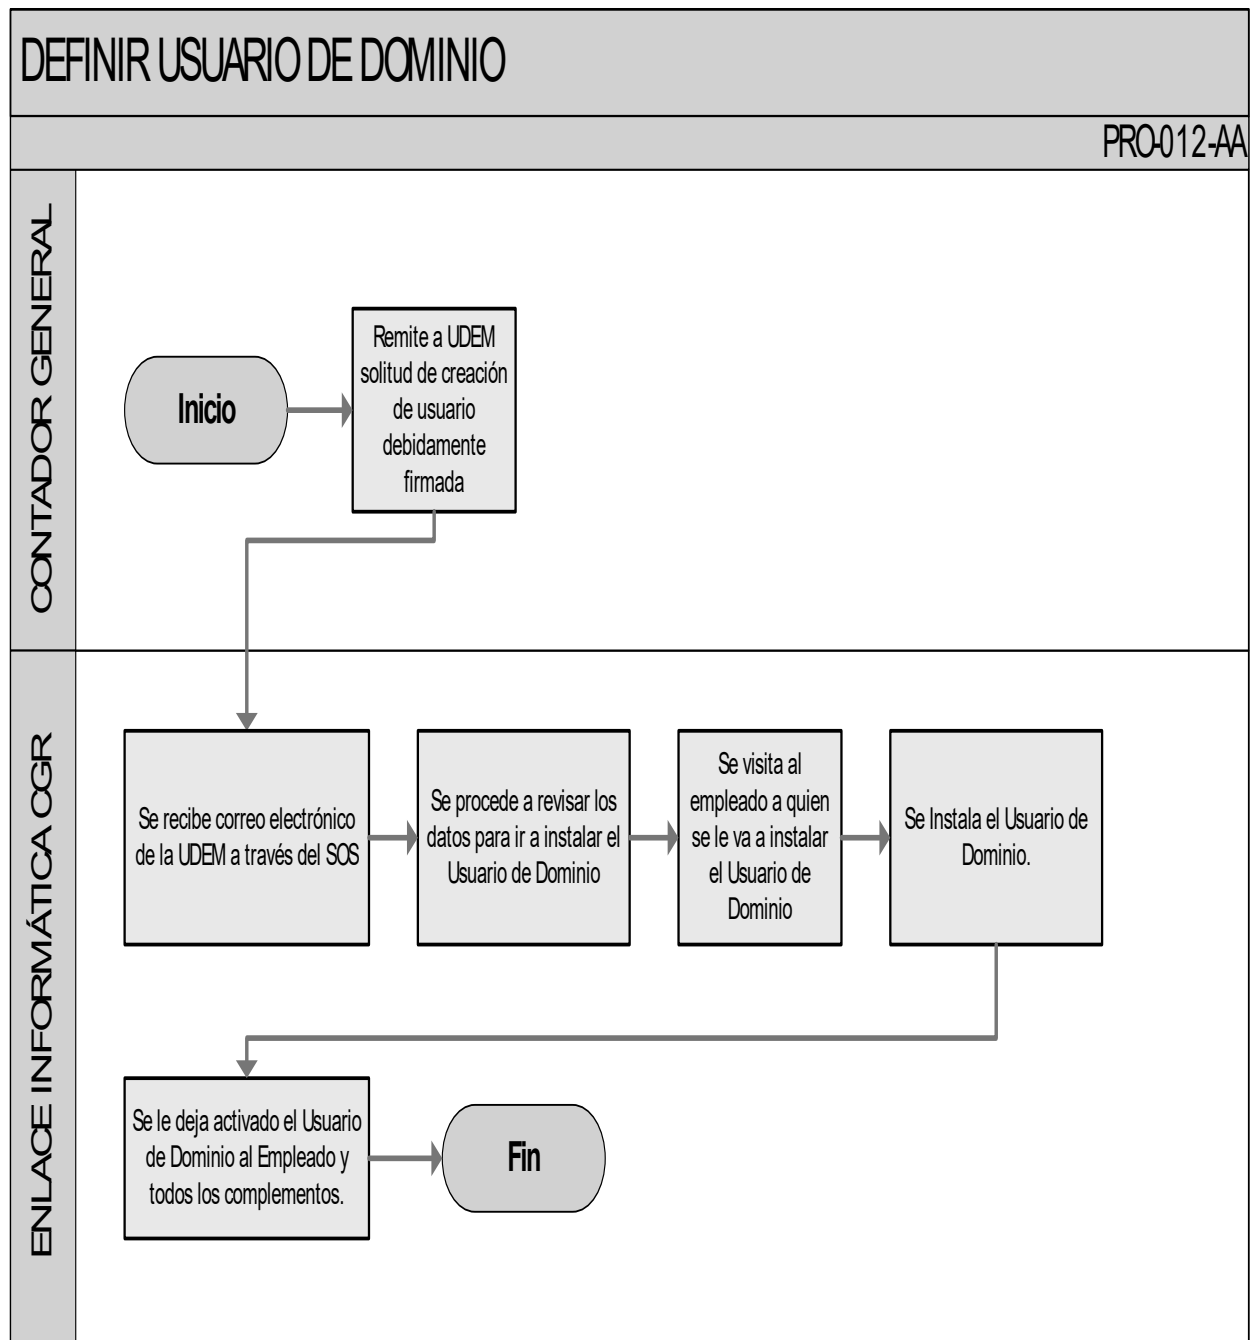 DEFINIR USUARIO DE DOMINIO
PRO-012-AA
CONTADOR GENERAL
Inicio
Remite a UDEM
solitud de creación
de usuario
debidamente
firmada
ENLACE INFORMÁTICA CGR
Se recibe correo electrónico
de la UDEM a través del SOS
Se procede a revisar los
datos para ir a instalar el
Usuario de Dominio
Se visita al
empleado a quien
se le va a instalar
el Usuario de
Dominio
Se Instala el Usuario de
Dominio.
Se le deja activado el Usuario
de Dominio al Empleado y
todos los complementos.
Fin